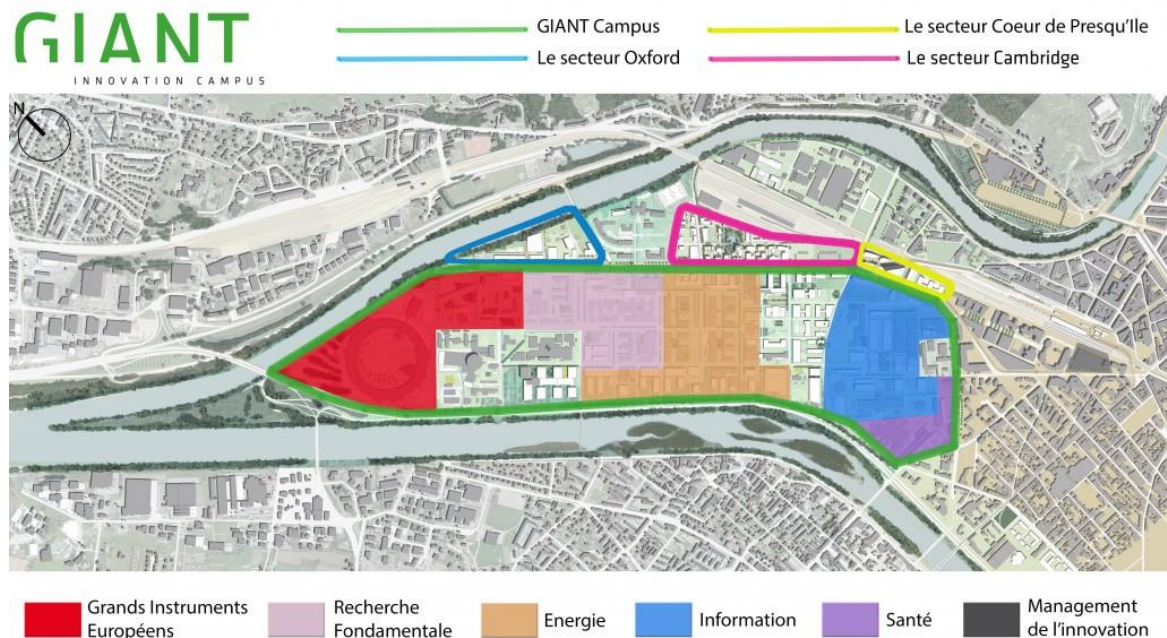 GIANT
INNOVATION CAMPUS
GIANT Campus
Le secteur Coeur de Presqu'Ile
Le secteur Oxford
Le secteur Cambridge
N
Grands Instruments
Européens
Recherche
Fondamentale
Energie
Information
Santé
Management
de l'innovation